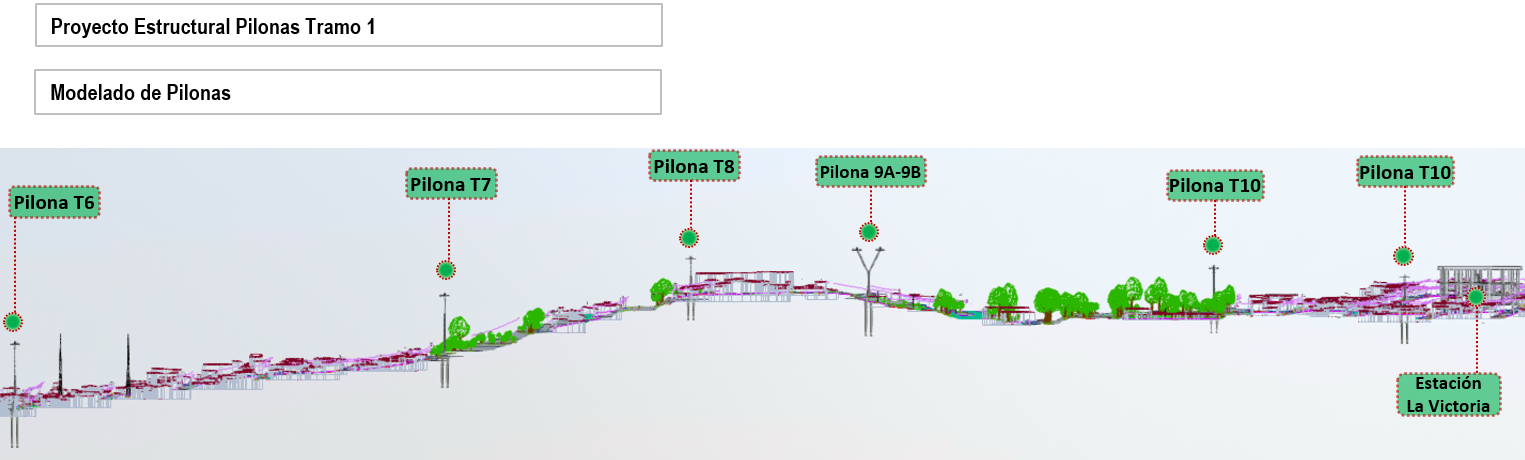 Proyecto Estructural Pilonas Tramo 1
Modelado de Pilonas
Pilona T6
Pilona T7
Pilona T8
Pilona 9A-9B
Pilona T10
Pilona T10
Estación
La Victoria